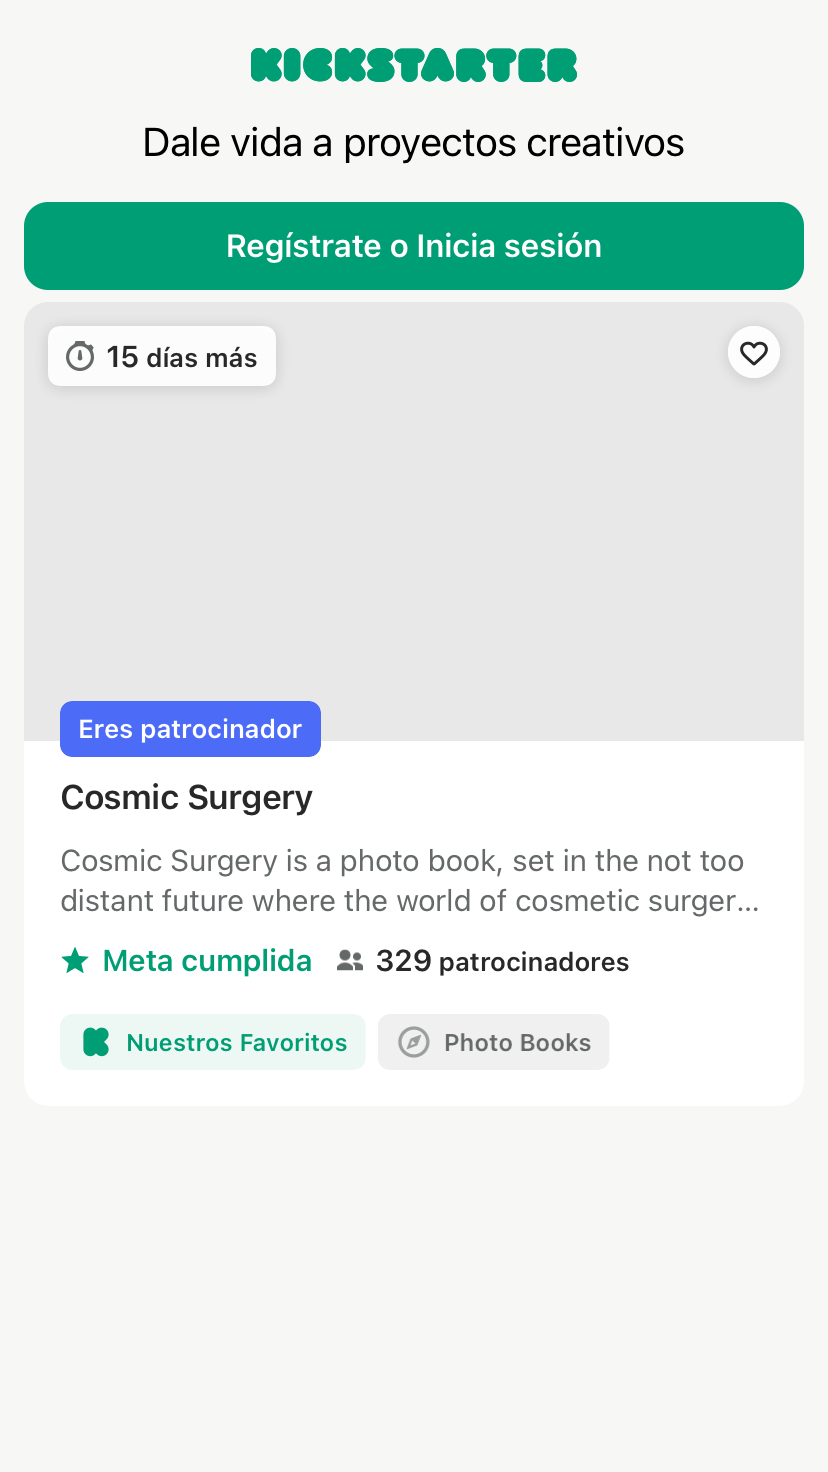 KICKSTARTER
Dale vida a proyectos creativos
Regístrate o Inicia sesión
15 días más
Eres patrocinador
Cosmic Surgery
Cosmic Surgery is a photo book, set in the not too
distant future where the world of cosmetic surger...
Meta cumplida 329 patrocinadores
Nuestros Favoritos Photo Books